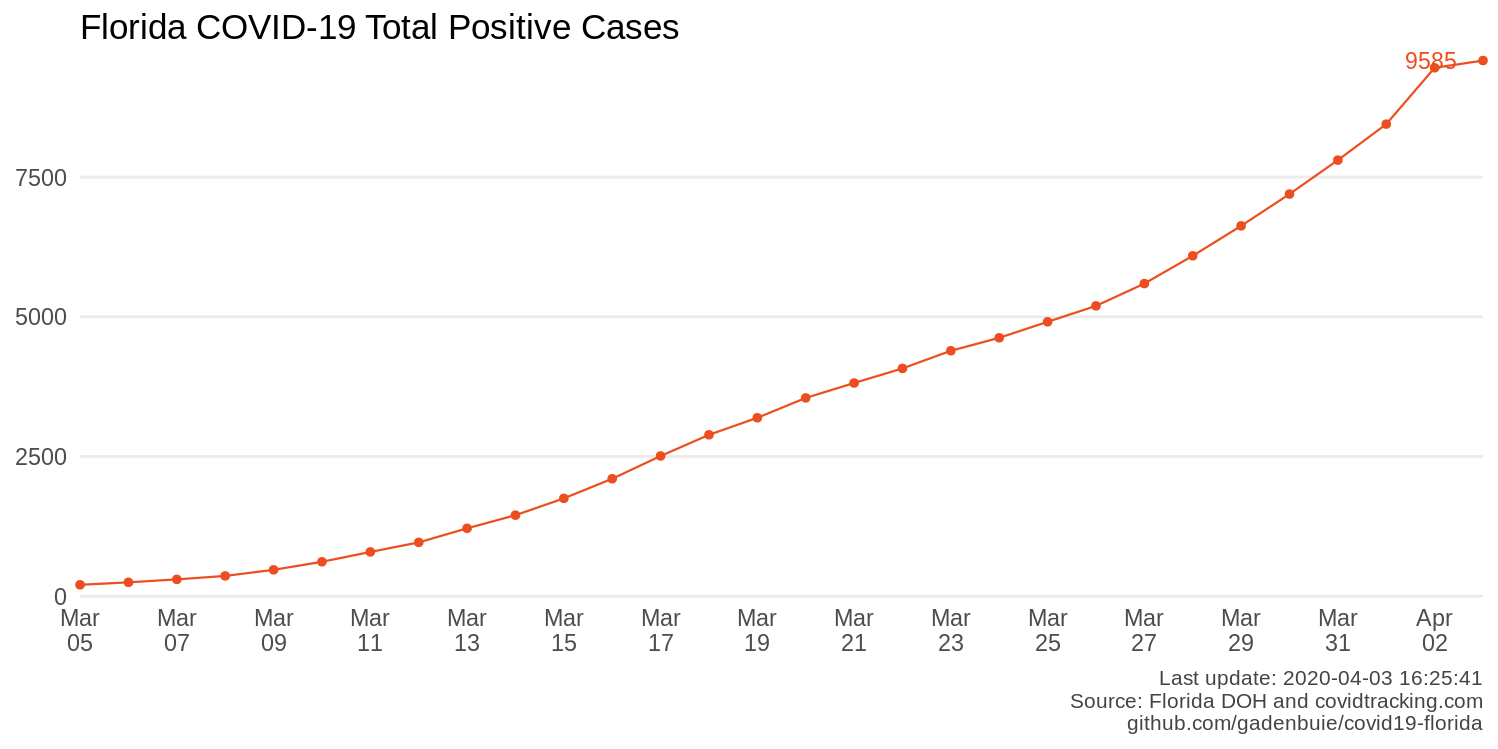 Florida COVID-19 Total Positive Cases
9585
7500
5000
2500
0
Mar Mar Mar Mar Mar Mar Mar Mar Mar Mar Mar Mar Mar Mar Apr
05 07 09 11 13 15 17 19 21 23 25 27 29 31 02
Last update: 2020-04-03 16:25:41
Source: Florida DOH and covidtracking.com
github.com/gadenbuie/covid19-florida